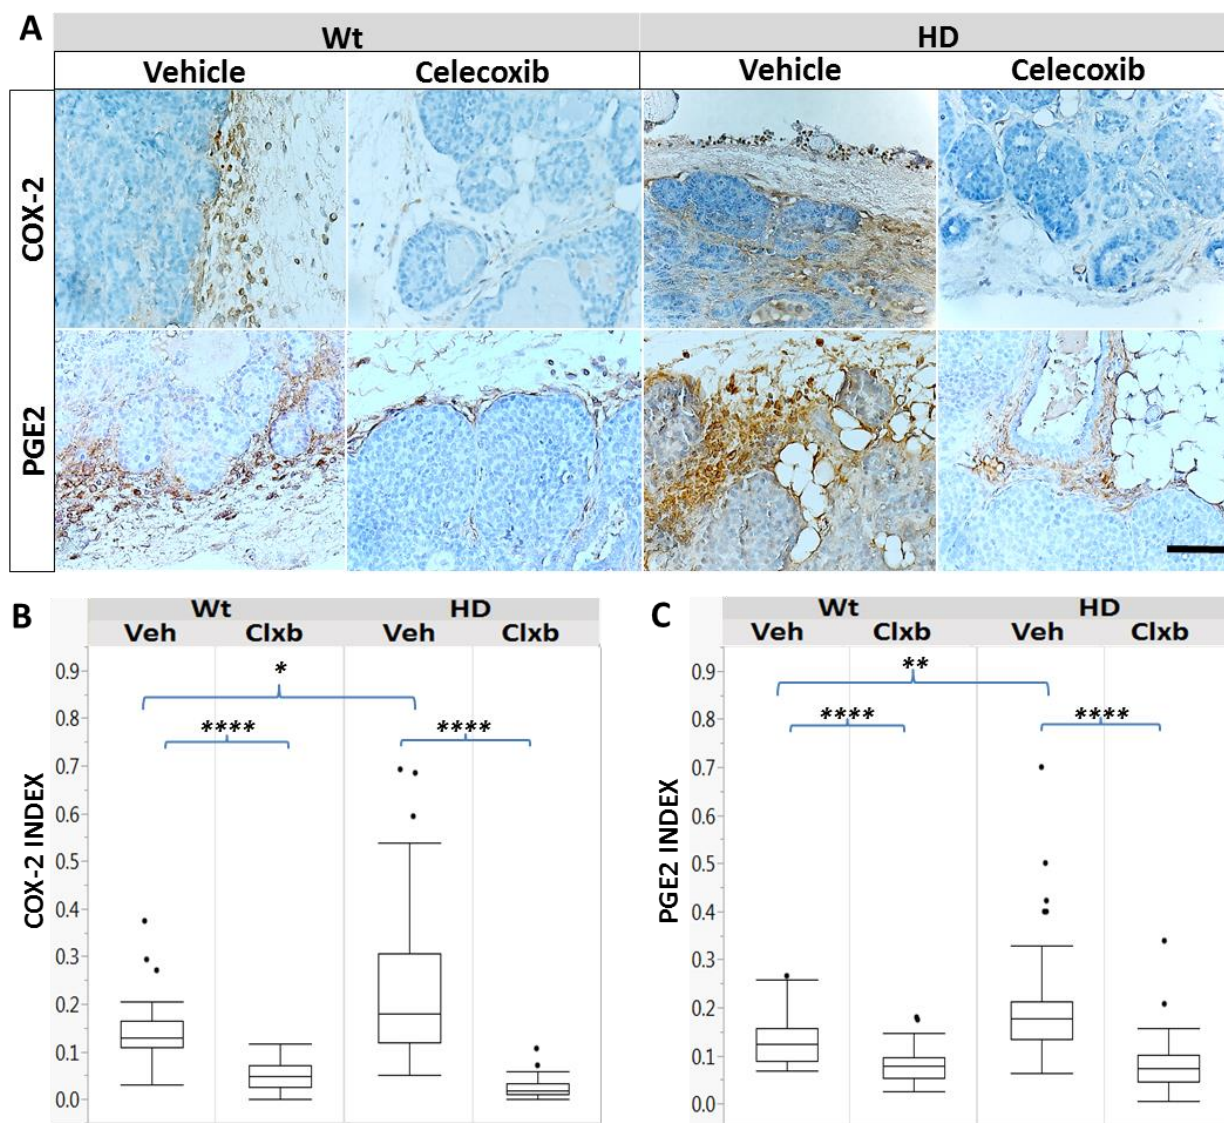 A
Wt HD
Vehicle Celecoxib Vehicle Celecoxib
COX-2
PGE2
B
Wt HD
Veh Clxb Veh Clxb
*
**** ****
COX-2 INDEX
0.9
0.8
0.7
0.6
0.5
0.4
0.3
0.2
0.1
0.0
C
Wt HD
Veh Clxb Veh Clxb
**
**** ****
PGE2 INDEX
0.9
0.8
0.7
0.6
0.5
0.4
0.3
0.2
0.1
0.0